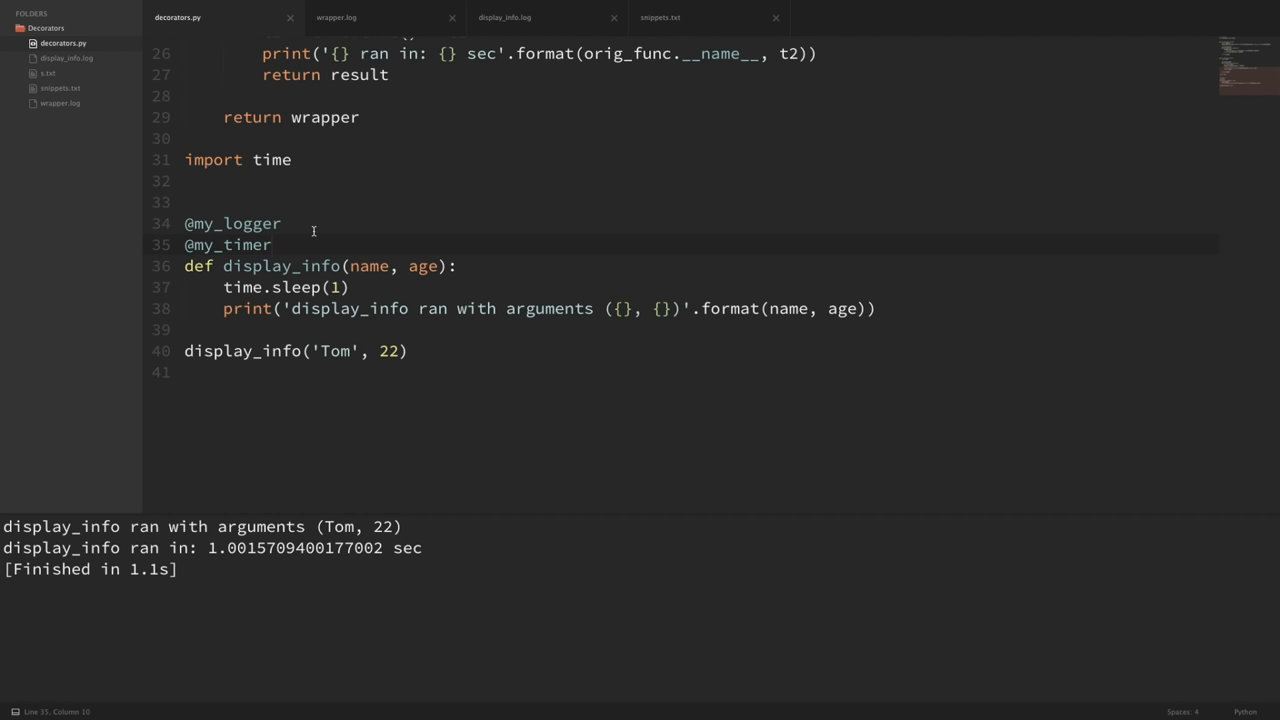 FOLDERS
Decorators
decorators.py
display_info.log
s.txt
snippets.txt
wrapper.log
decorators.py
wrapper.log
display_info.log
snippets.txt
26 print('{} ran in: {} sec'.format(orig_func.__name__, t2))
27 return result
28
29 return wrapper
30
31 import time
32
33
34 @my_logger
35 @my_timer
36 def display_info(name, age):
37 time.sleep(1)
38 print('display_info ran with arguments ({}, {})'.format(name, age))
39
40 display_info('Tom', 22)
41
display_info ran with arguments (Tom, 22)
display_info ran in: 1.0015709400177002 sec
[Finished in 1.1s]
Line 35, Column 10
Spaces: 4
Python